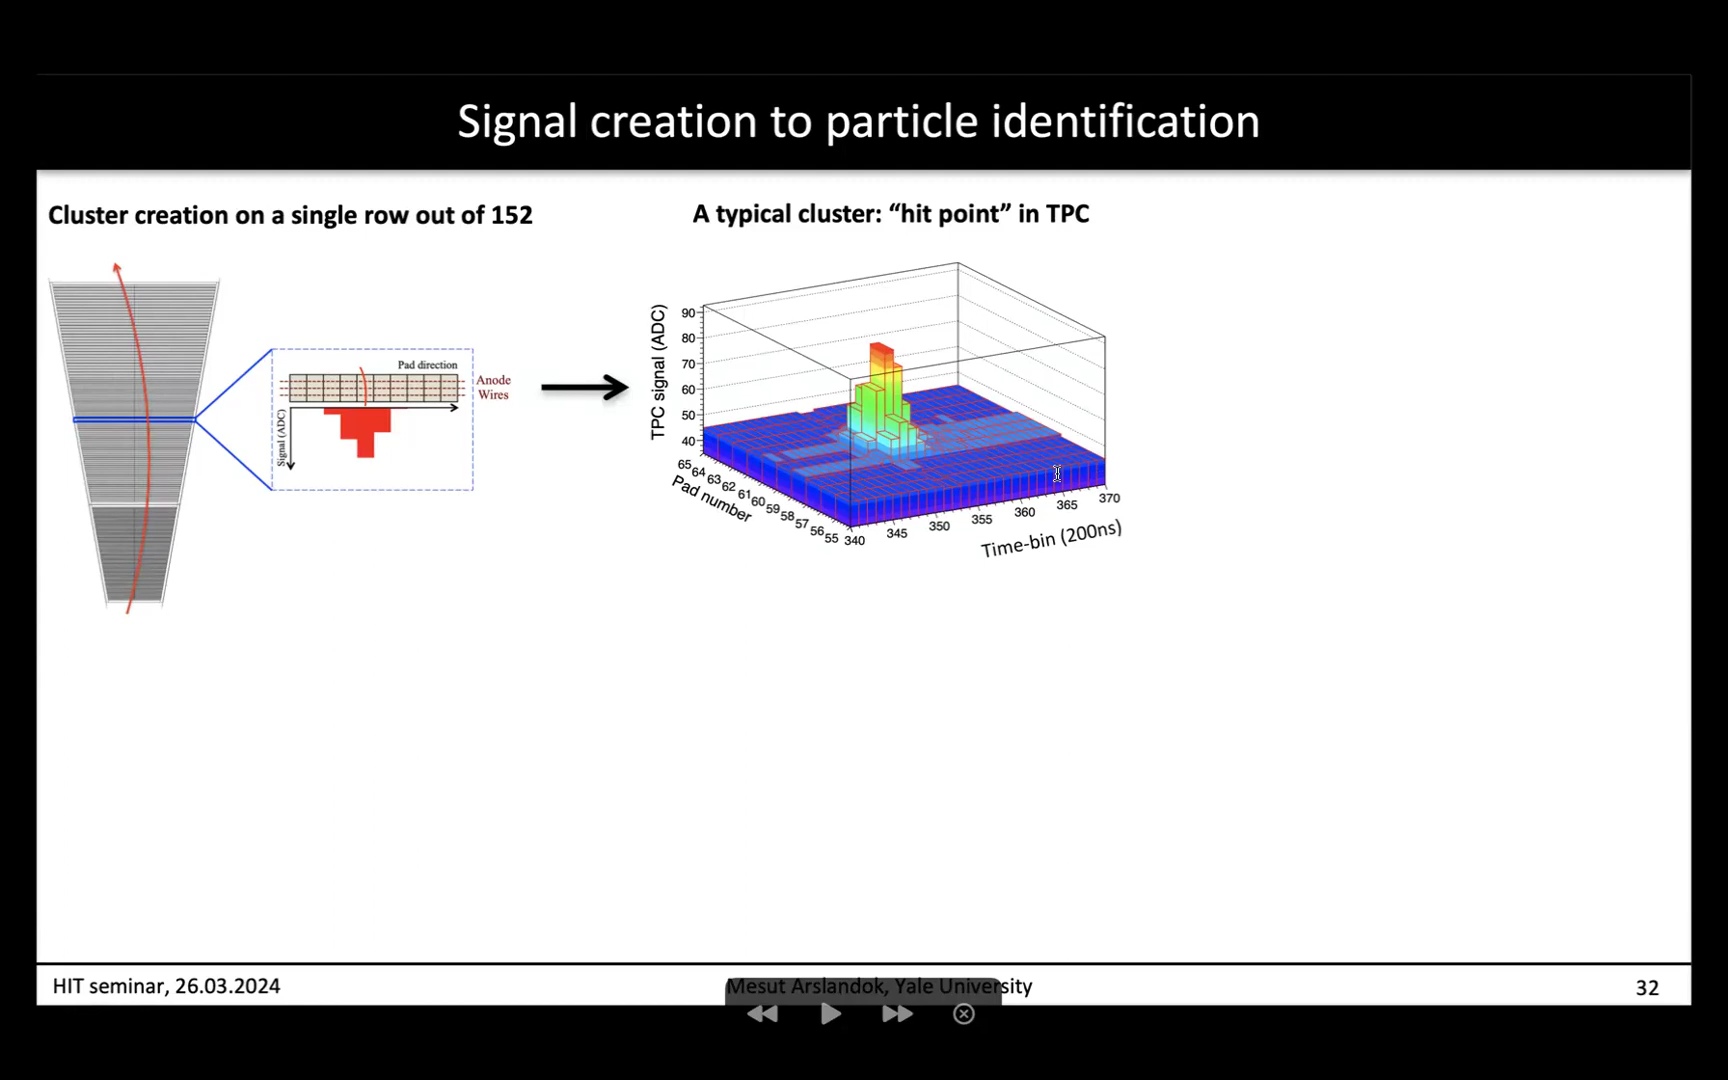 Signal creation to particle identification
Cluster creation on a single row out of 152
A typical cluster: “hit point” in TPC
Pad direction
Anode
Wires
Signal (ADC)
TPC signal (ADC)
90
80
70
60
50
40
65
64
63
62
61
60
59
58
57
56
55
Pad number
340
345
350
355
360
365
370
Time-bin (200ns)
HIT seminar, 26.03.2024
Mesut Arslandok, Yale University
32